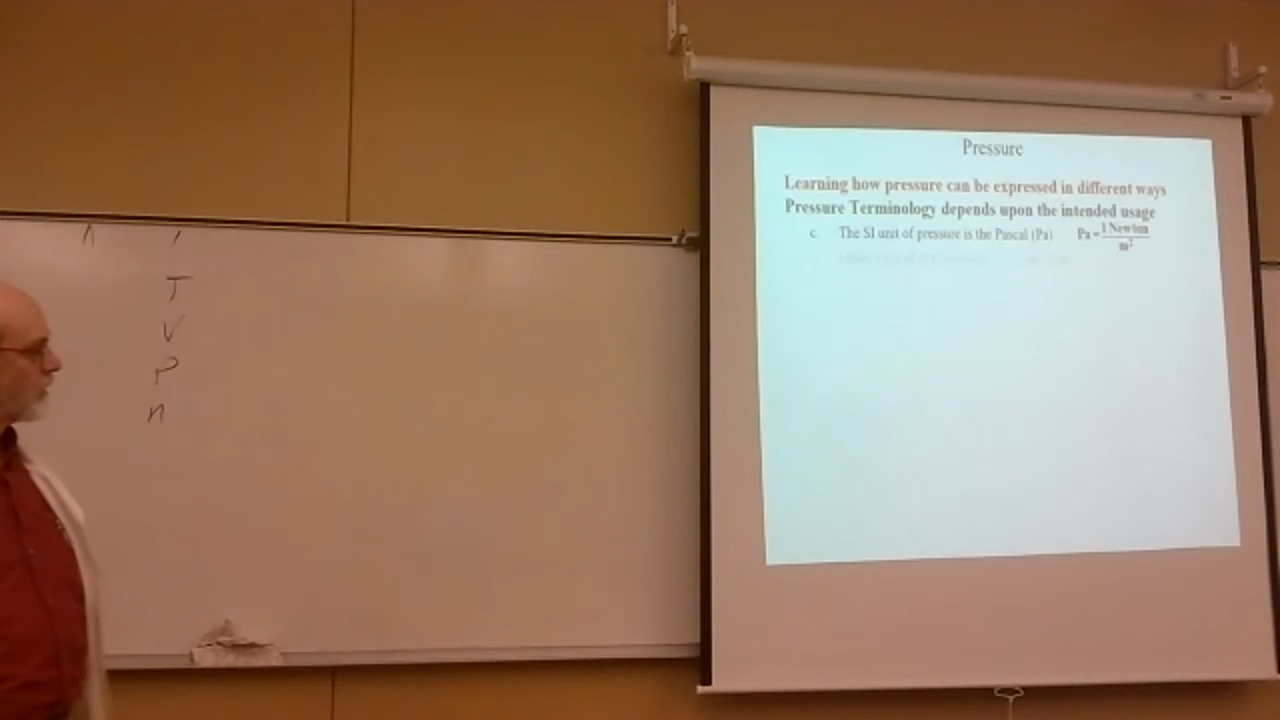 T
V
P
n
Pressure
Learning how pressure can be expressed in different ways
Pressure Terminology depends upon the intended usage
c. The SI unit of pressure is the Pascal (Pa) Pa = 1 Newton
m²